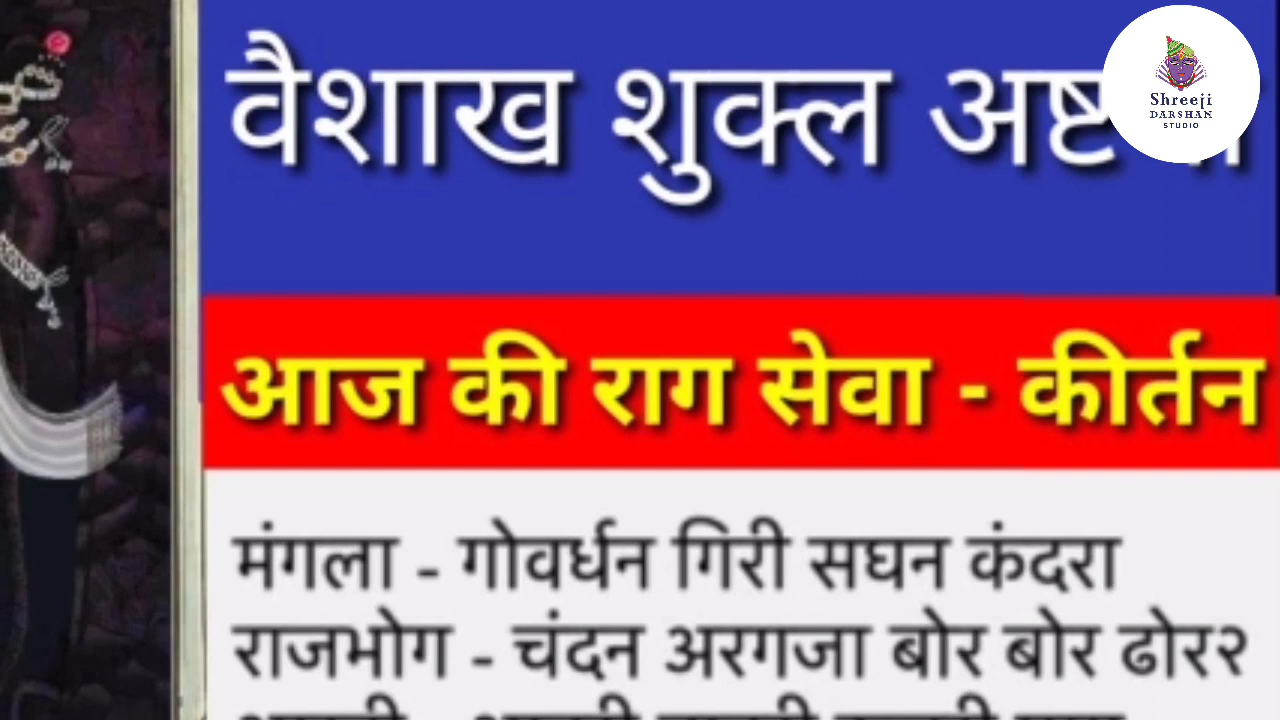 वैशाख शुक्ल
Shreeji
DARSHAN
STUDIO
आज की राग सेवा - कीर्तन
मंगला - गोवर्धन गिरी सघन कंदरा
राजभोग - चंदन अरगजा बोर बोर ढोर२